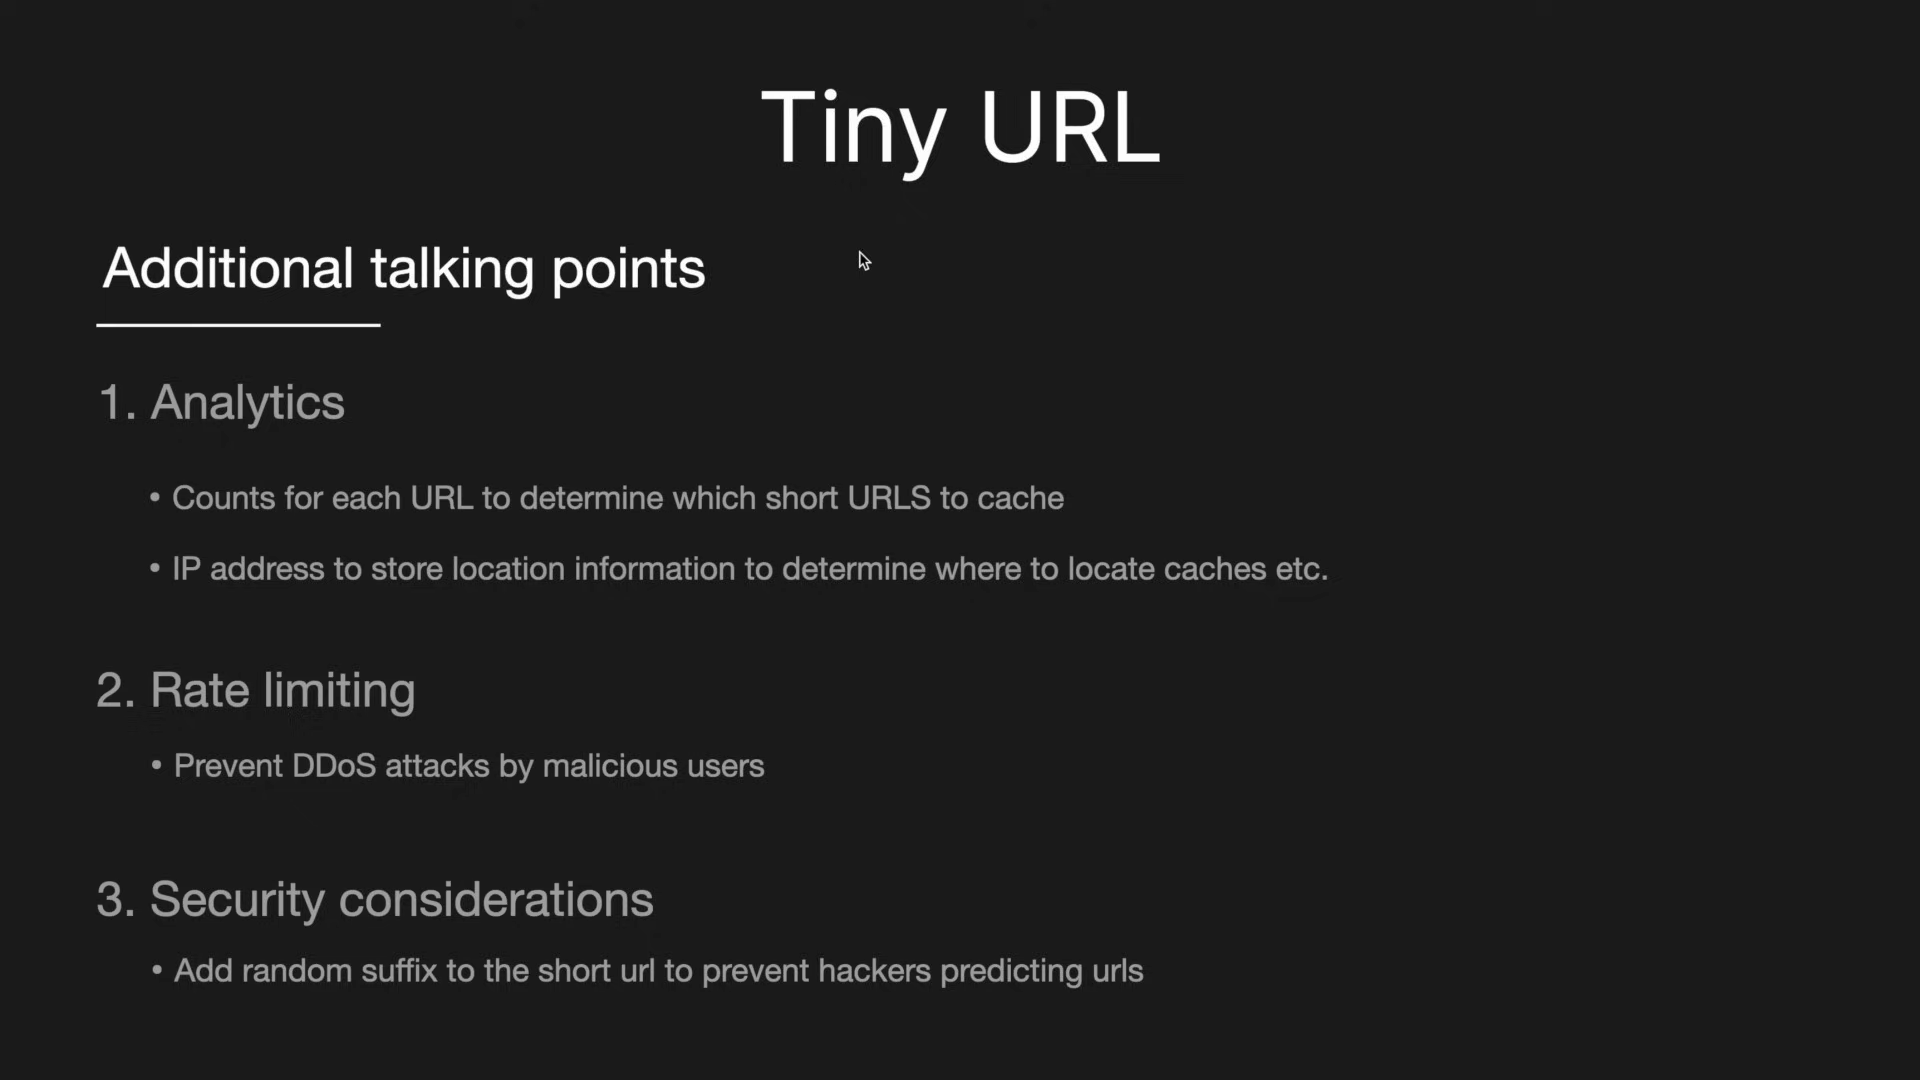 Tiny URL
Additional talking points
1. Analytics
• Counts for each URL to determine which short URLS to cache
• IP address to store location information to determine where to locate caches etc.
2. Rate limiting
• Prevent DDoS attacks by malicious users
3. Security considerations
• Add random suffix to the short url to prevent hackers predicting urls